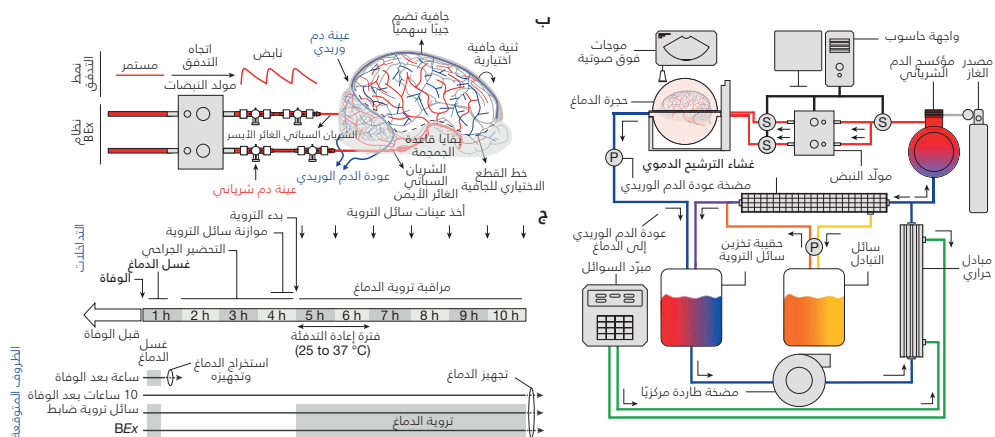 ب
واجهة حاسوب
مصدر
الغاز
مؤكسج الدم
الشرياني
موجات
فوق صوتية
حجرة الدماغ
S
S
S
P
غشاء الترشيح الدموي
مولّد النبض
مضخة عودة الدم الوريدي
عودة الدم الوريدي
إلى الدماغ
مبرّد السوائل
حقيبة تخزين
سائل التروية
P
سائل
التبادل
مبادل
حراري
مضخة طاردة مركزيًا
جافية تضم
جيبًا سهميًا
ثنية جافية
اختيارية
عينة دم
وريدي
نمط
التدفق
مستمر
اتجاه
التدفق
نابض
مولد النبضات
نظام
BEx
الشريان السباتي الغائر الأيسر
بقايا قاعدة
الجمجمة
الشريان
السباتي
الغائر الأيمن
خط القطع
الاختياري للجافية
عودة الدم الوريدي
عينة دم شرياني
ج
أخذ عينات سائل التروية
بدء التروية
موازنة سائل التروية
التحضير الجراحي
غسل الدماغ
الوفاة
التداخلات
مراقبة تروية الدماغ
قبل الوفاة
1 h 2 h 3 h 4 h 5 h 6 h 7 h 8 h 9 h 10 h
فترة إعادة التدفئة
(25 to 37 °C)
غسل
الدماغ
استخراج الدماغ
وتجهيزه
تجهيز الدماغ
الظروف المتوقعة
ساعة بعد الوفاة
10 ساعات بعد الوفاة
سائل تروية ضابط
BEx
تروية الدماغ